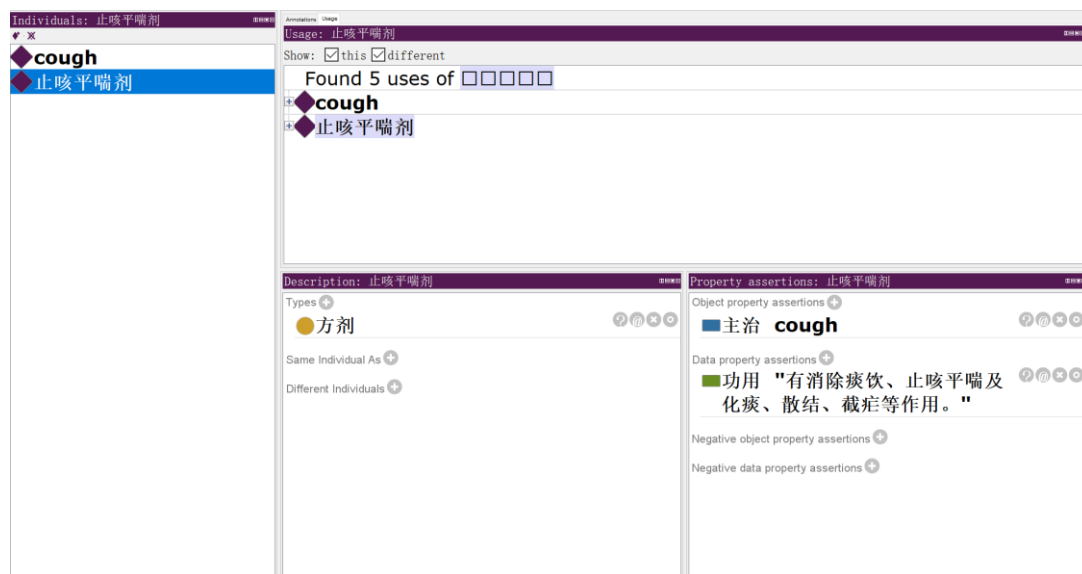 Individuals: 止咳平喘剂
cough
止咳平喘剂
Annotations Usage
Usage: 止咳平喘剂
Show: this different
Found 5 uses of □□□□□
cough
止咳平喘剂
Description: 止咳平喘剂
Types
方剂
Same Individual As
Different Individuals
Property assertions: 止咳平喘剂
Object property assertions
主治 cough
Data property assertions
功用 "有消除痰饮、止咳平喘及
化痰、散结、截疟等作用。"
Negative object property assertions
Negative data property assertions